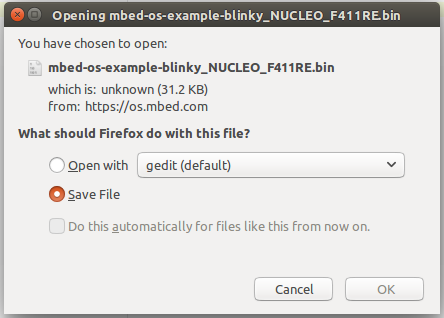 Opening mbed-os-example-blinky_NUCLEO_F411RE.bin
You have chosen to open:
mbed-os-example-blinky_NUCLEO_F411RE.bin
which is: unknown (31.2 KB)
from: https://os.mbed.com
What should Firefox do with this file?
Open with gedit (default)
Save File
Do this automatically for files like this from now on.
Cancel OK